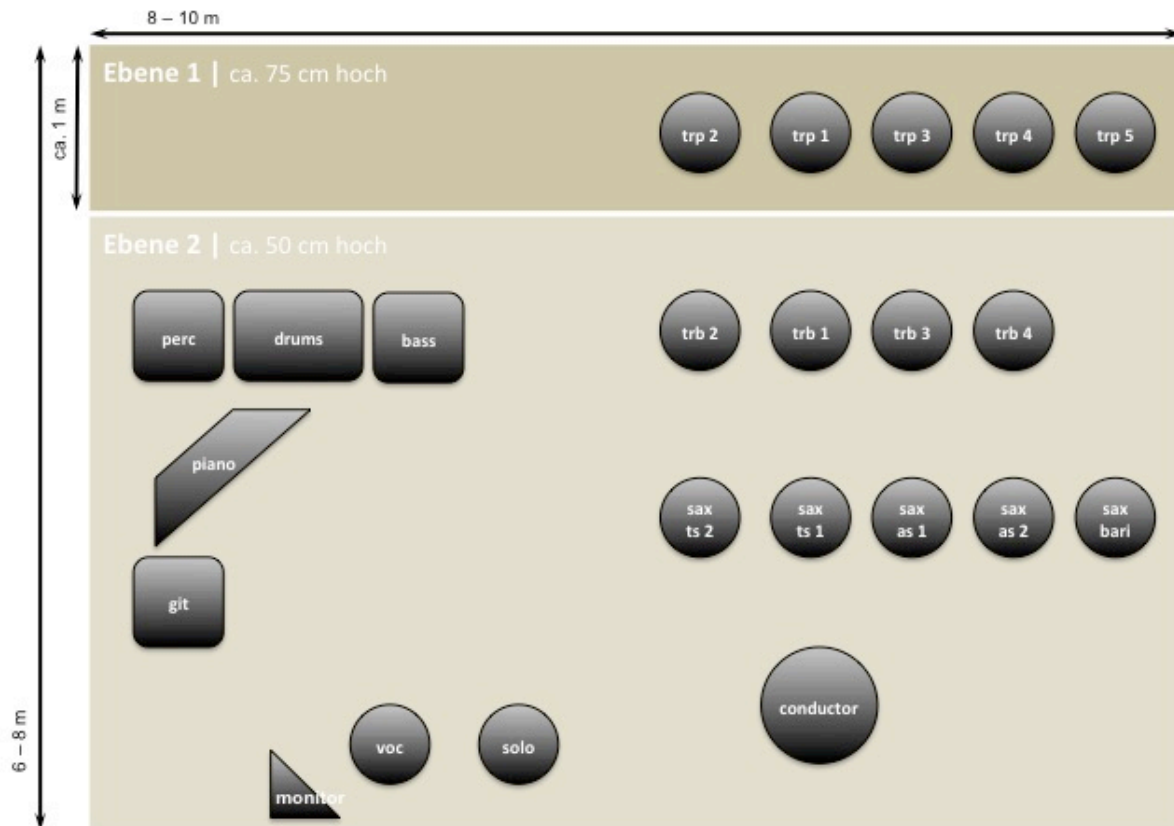 8 – 10 m
Ebene 1 | ca. 75 cm hoch
ca. 1 m
trp 2
trp 1
trp 3
trp 4
trp 5
Ebene 2 | ca. 50 cm hoch
perc
drums
bass
trb 2
trb 1
trb 3
trb 4
piano
sax
ts 2
sax
ts 1
sax
as 1
sax
as 2
sax
bari
git
conductor
6 – 8 m
voc
solo
monitor